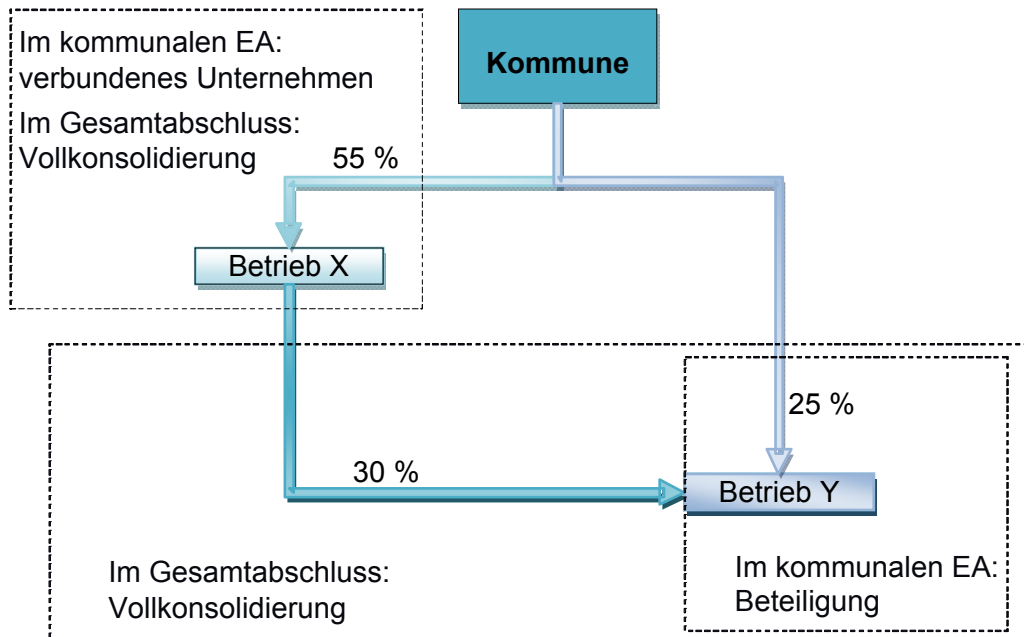 Im kommunalen EA:
verbundenes Unternehmen
Im Gesamtabschluss:
Vollkonsolidierung
Kommune
55 %
Betrieb X
25 %
30 %
Betrieb Y
Im Gesamtabschluss:
Vollkonsolidierung
Im kommunalen EA:
Beteiligung